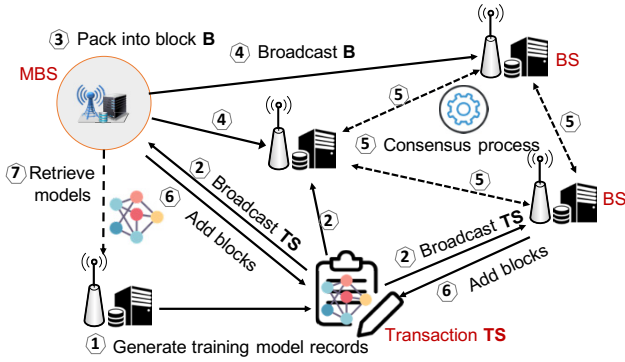 ③ Pack into block B
④ Broadcast B
MBS
BS
⑤
④
⑤
⑤ Consensus process
⑦ Retrieve
models
② Broadcast TS
⑥ Add blocks
⑤
②
BS
② Broadcast TS
⑥ Add blocks
Transaction TS
① Generate training model records